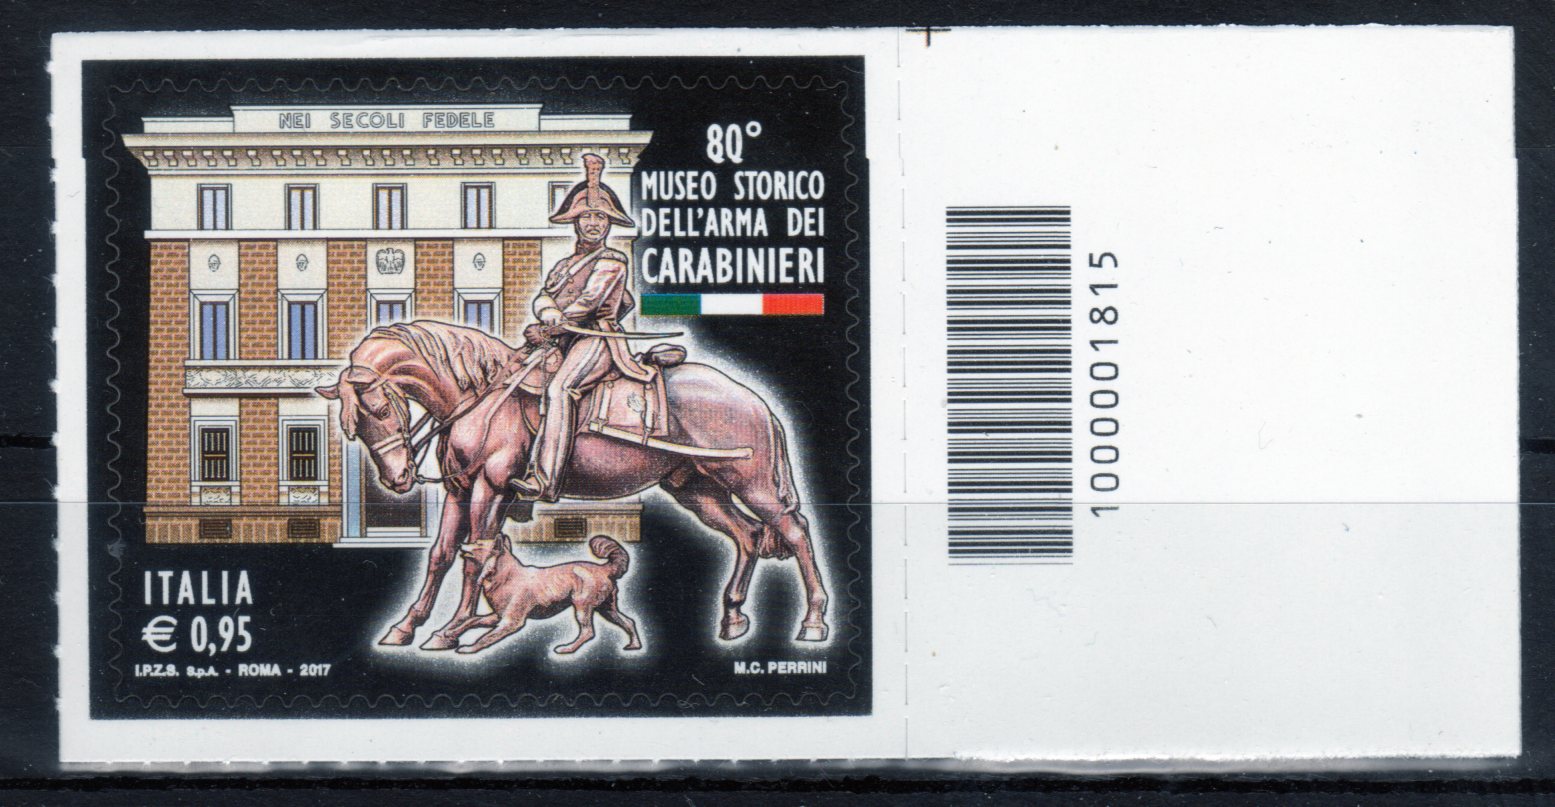 NEI SECOLI FEDELE
80°
MUSEO STORICO
DELL'ARMA DEI
CARABINIERI
ITALIA
€ 0,95
I.P.Z.S. S.p.A. - ROMA - 2017
M.C. PERRINI
1000001815